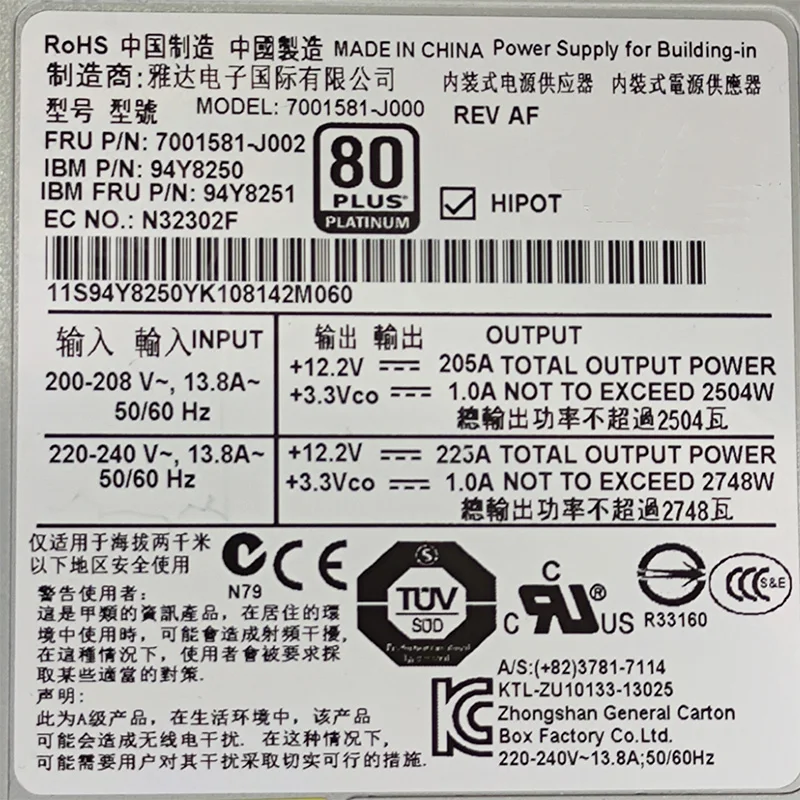 RoHS 中国制造 中國製造 MADE IN CHINA Power Supply for Building-in
制造商:雅达电子国际有限公司 内装式电源供应器 內裝式電源供應器
型号 型號 MODEL: 7001581-J000 REV AF
FRU P/N: 7001581-J002
IBM P/N: 94Y8250
IBM FRU P/N: 94Y8251
EC NO.: N32302F
80
PLUS®
PLATINUM
HIPOT
11S94Y8250YK108142M060
输入 輸入INPUT
200-208 V~, 13.8A~
50/60 Hz
输出 輸出 OUTPUT
+12.2V 205A TOTAL OUTPUT POWER
+3.3Vco 1.0A NOT TO EXCEED 2504W
總輸出功率不超過2504瓦
220-240 V~, 13.8A~
50/60 Hz
+12.2V 225A TOTAL OUTPUT POWER
+3.3Vco 1.0A NOT TO EXCEED 2748W
總輸出功率不超過2748瓦
仅适用于海拔两千米
以下地区安全使用
N79
CE
警告使用者:
這是甲類的資訊產品，在居住的環
境中使用時，可能會造成射頻干擾，
在這種情況下，使用者會被要求採
取某些適當的對策.
声明:
此为A级产品，在生活环境中，该产品
可能会造成无线电干扰. 在这种情况下，
可能需要用户对其干扰采取切实可行的措施.
S
TÜV
SÜD
C RU® US
C
R33160
CCC S&E
A/S:(+82)3781-7114
KTL-ZU10133-13025
Zhongshan General Carton
Box Factory Co.Ltd.
220-240V~13.8A;50/60Hz